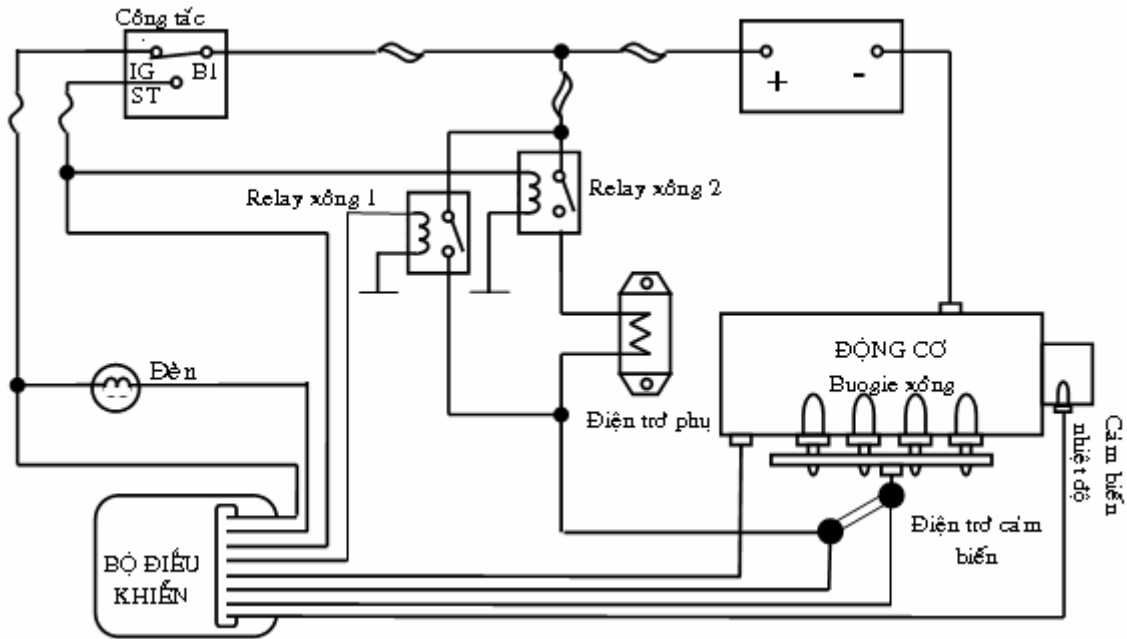 Công tắc
IG B1
ST
+ -
Relay xông 1
Relay xông 2
Đèn
ĐỘNG CƠ
Buogie xông
Điện trở phụ
Cảm biến
nhiệt độ
Điện trở cảm
biến
BỘ ĐIỀU
KHIỂN